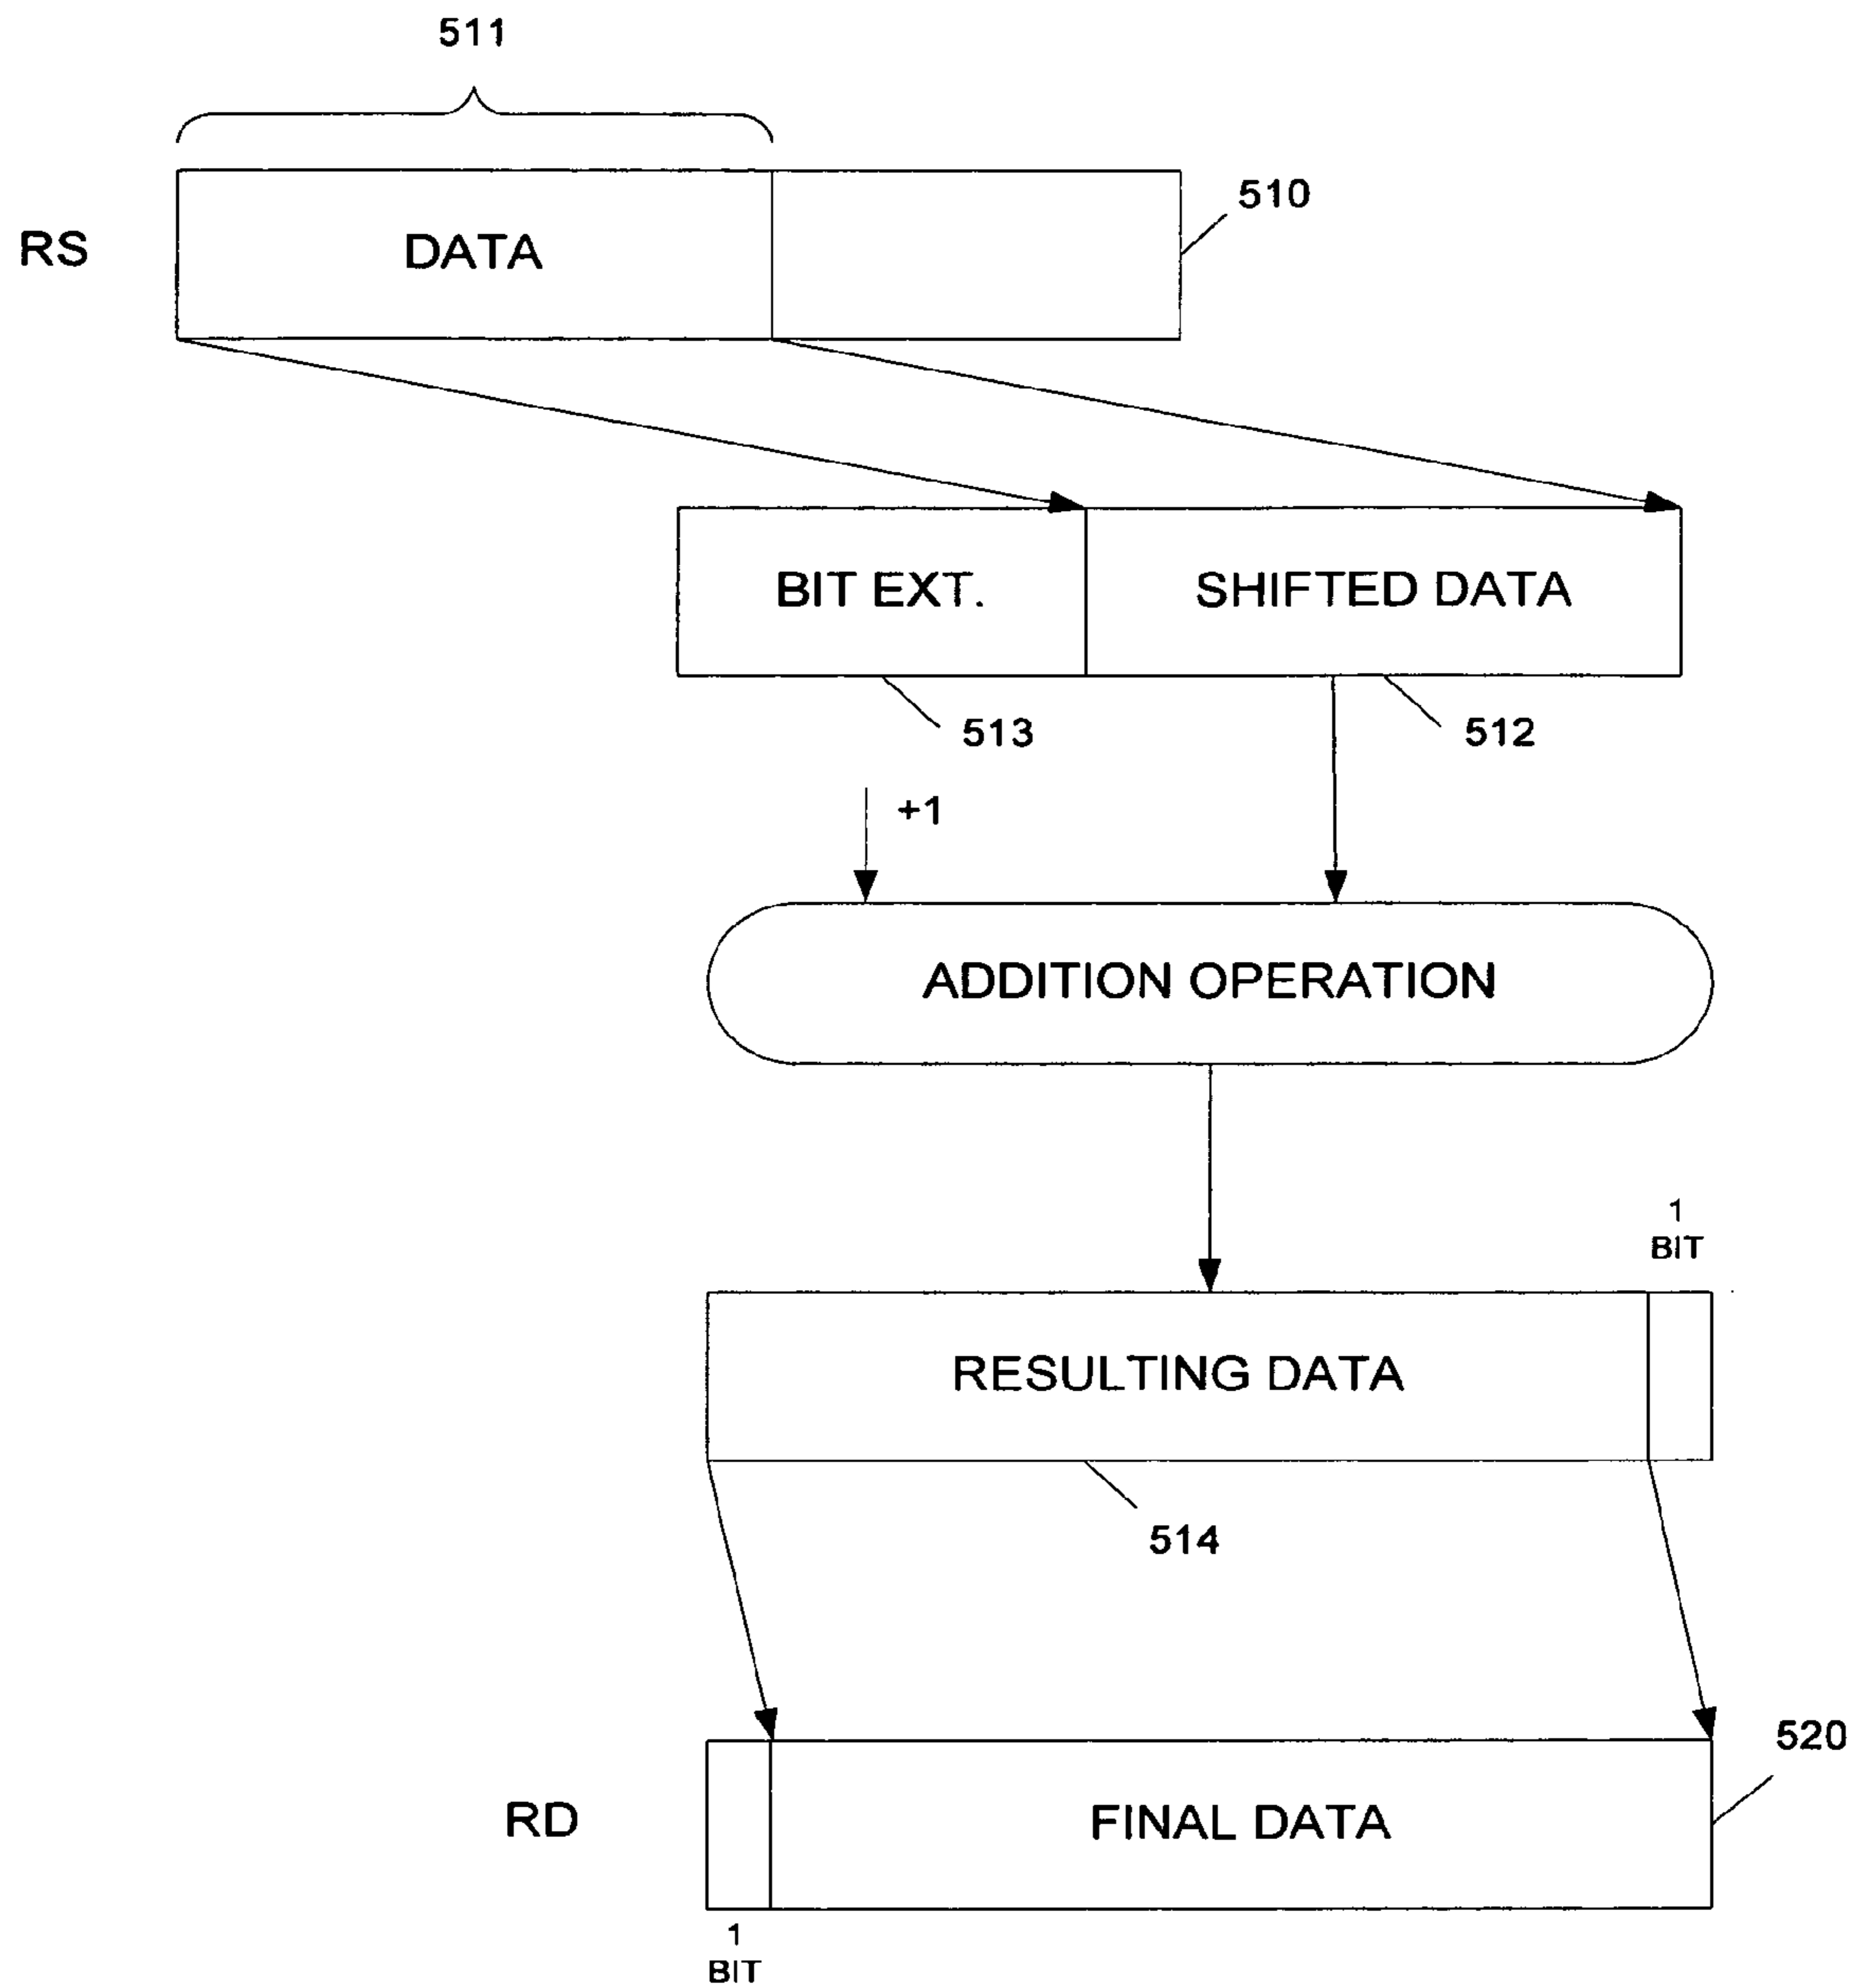 511
510
RS
DATA
BIT EXT.
SHIFTED DATA
513
512
+1
ADDITION OPERATION
1
BIT
RESULTING DATA
514
520
RD
FINAL DATA
1
BIT